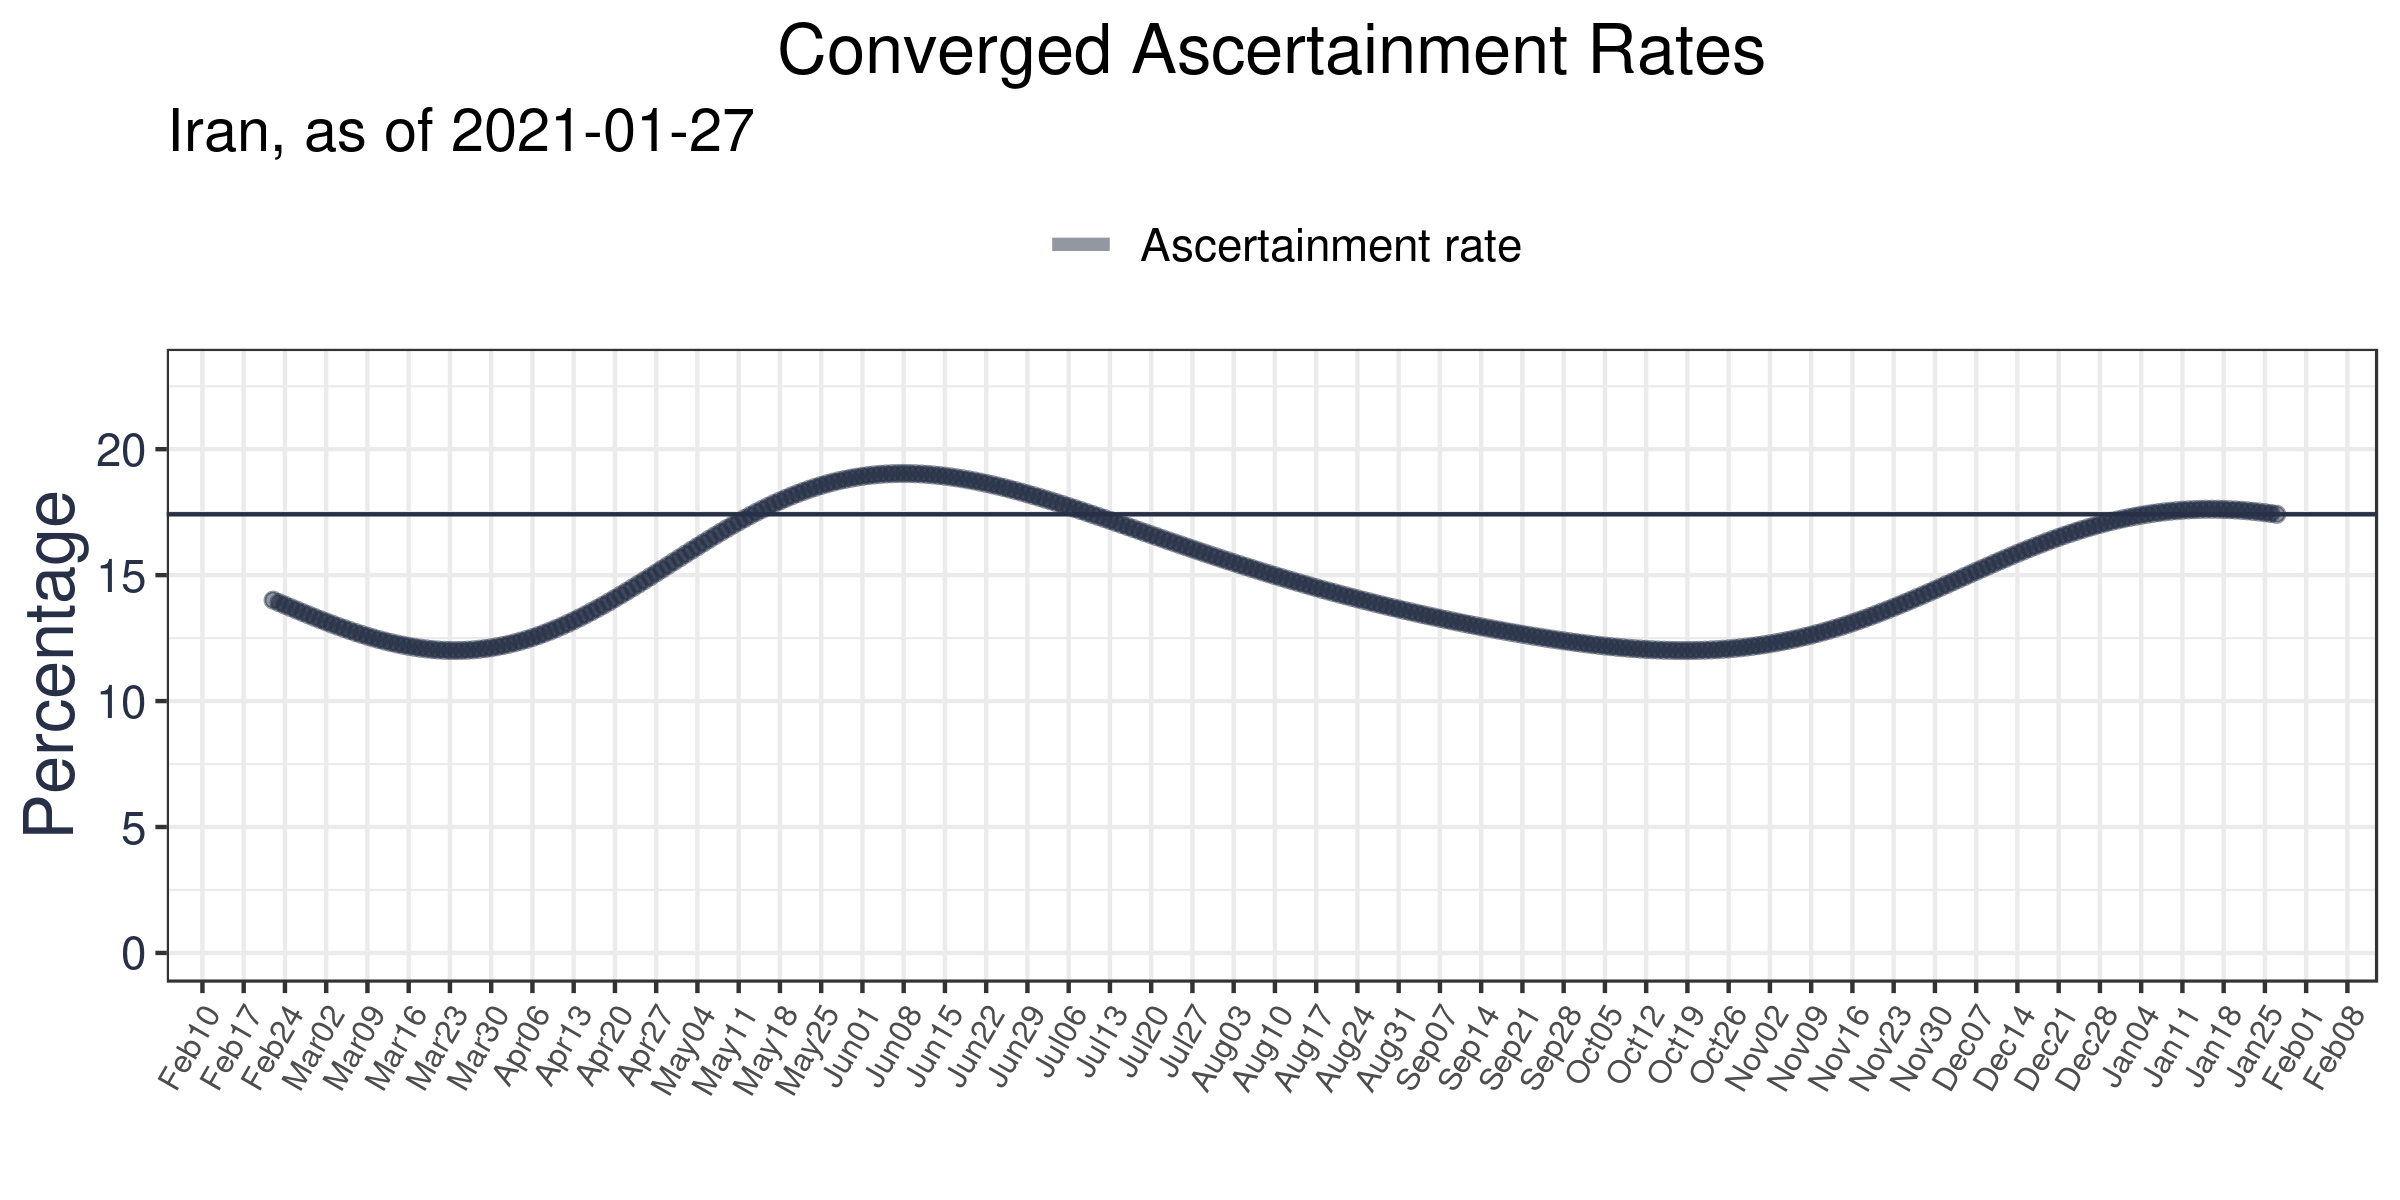 Converged Ascertainment Rates
Iran, as of 2021-01-27
Ascertainment rate
Percentage
20
15
10
5
0
Feb10
Feb17
Feb24
Mar02
Mar09
Mar16
Mar23
Mar30
Apr06
Apr13
Apr20
Apr27
May04
May11
May18
May25
Jun01
Jun08
Jun15
Jun22
Jun29
Jul06
Jul13
Jul20
Jul27
Aug03
Aug10
Aug17
Aug24
Aug31
Sep07
Sep14
Sep21
Sep28
Oct05
Oct12
Oct19
Oct26
Nov02
Nov09
Nov16
Nov23
Nov30
Dec07
Dec14
Dec21
Dec28
Jan04
Jan11
Jan18
Jan25
Feb01
Feb08